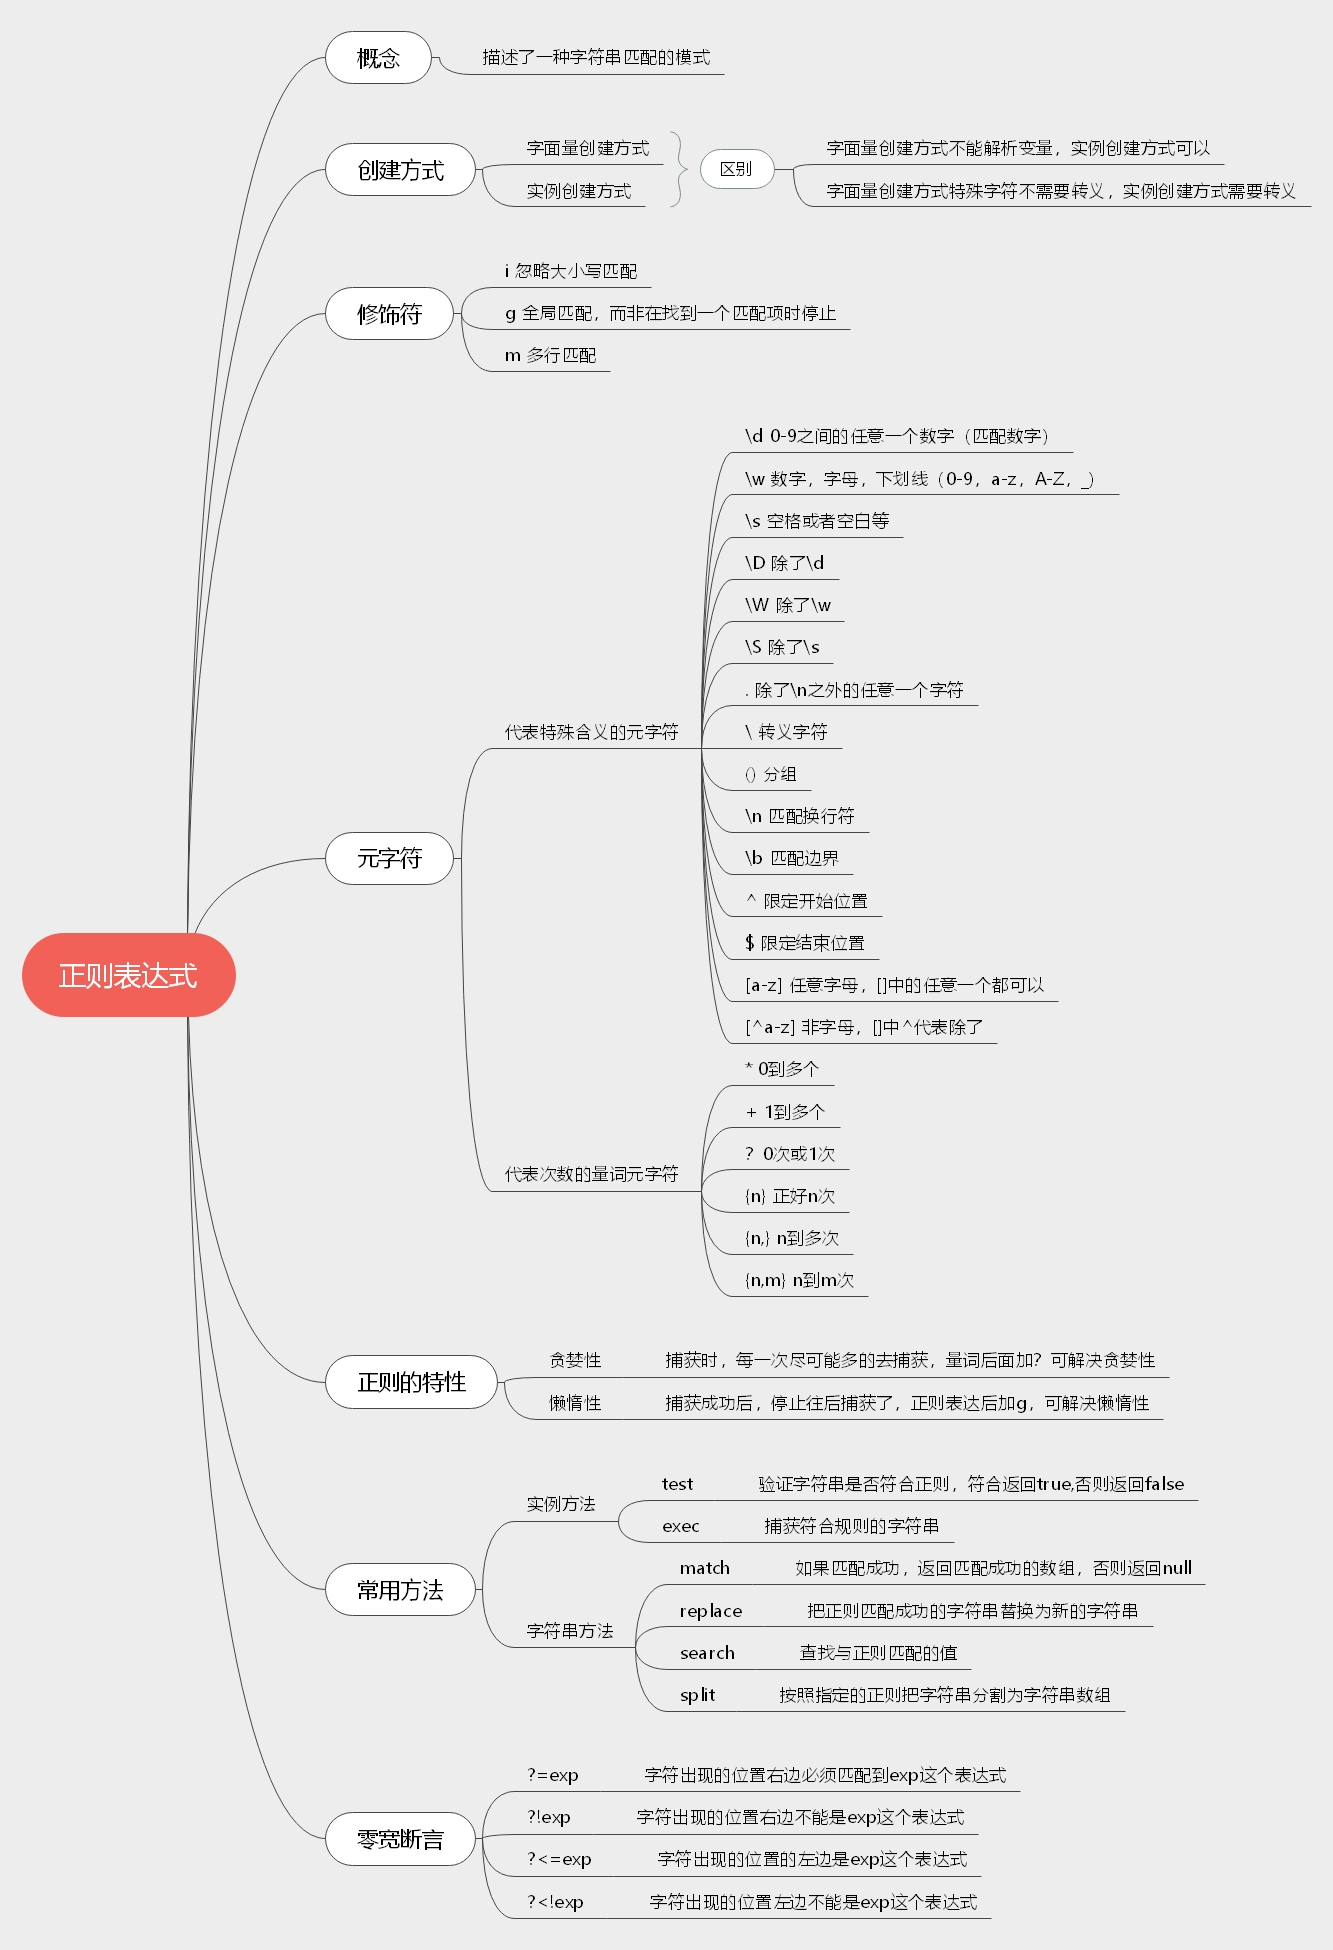 正则表达式
概念
描述了一种字符串匹配的模式
创建方式
字面量创建方式
实例创建方式
区别
字面量创建方式不能解析变量，实例创建方式可以
字面量创建方式特殊字符不需要转义，实例创建方式需要转义
修饰符
i 忽略大小写匹配
g 全局匹配，而非在找到一个匹配项时停止
m 多行匹配
元字符
代表特殊含义的元字符
\d 0-9之间的任意一个数字（匹配数字）
\w 数字，字母，下划线（0-9，a-z，A-Z，_）
\s 空格或者空白等
\D 除了\d
\W 除了\w
\S 除了\s
. 除了\n之外的任意一个字符
\ 转义字符
() 分组
\n 匹配换行符
\b 匹配边界
^ 限定开始位置
$ 限定结束位置
[a-z] 任意字母，[]中的任意一个都可以
[^a-z] 非字母，[]中^代表除了
代表次数的量词元字符
* 0到多个
+ 1到多个
? 0次或1次
{n} 正好n次
{n,} n到多次
{n,m} n到m次
正则的特性
贪婪性
捕获时，每一次尽可能多的去捕获，量词后面加？可解决贪婪性
懒惰性
捕获成功后，停止往后捕获了，正则表达后加g，可解决懒惰性
常用方法
实例方法
test
验证字符串是否符合正则，符合返回true,否则返回false
exec
捕获符合规则的字符串
字符串方法
match
如果匹配成功，返回匹配成功的数组，否则返回null
replace
把正则匹配成功的字符串替换为新的字符串
search
查找与正则匹配的值
split
按照指定的正则把字符串分割为字符串数组
零宽断言
?=exp
字符出现的位置右边必须匹配到exp这个表达式
?!exp
字符出现的位置右边不能是exp这个表达式
?<=exp
字符出现的位置的左边是exp这个表达式
?<!exp
字符出现的位置左边不能是exp这个表达式